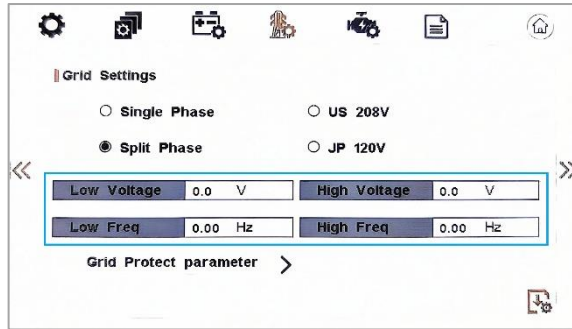 Grid Settings
Single Phase
US 208V
Split Phase
JP 120V
Low Voltage 0.0 V High Voltage 0.0 V
Low Freq 0.00 Hz High Freq 0.00 Hz
Grid Protect parameter